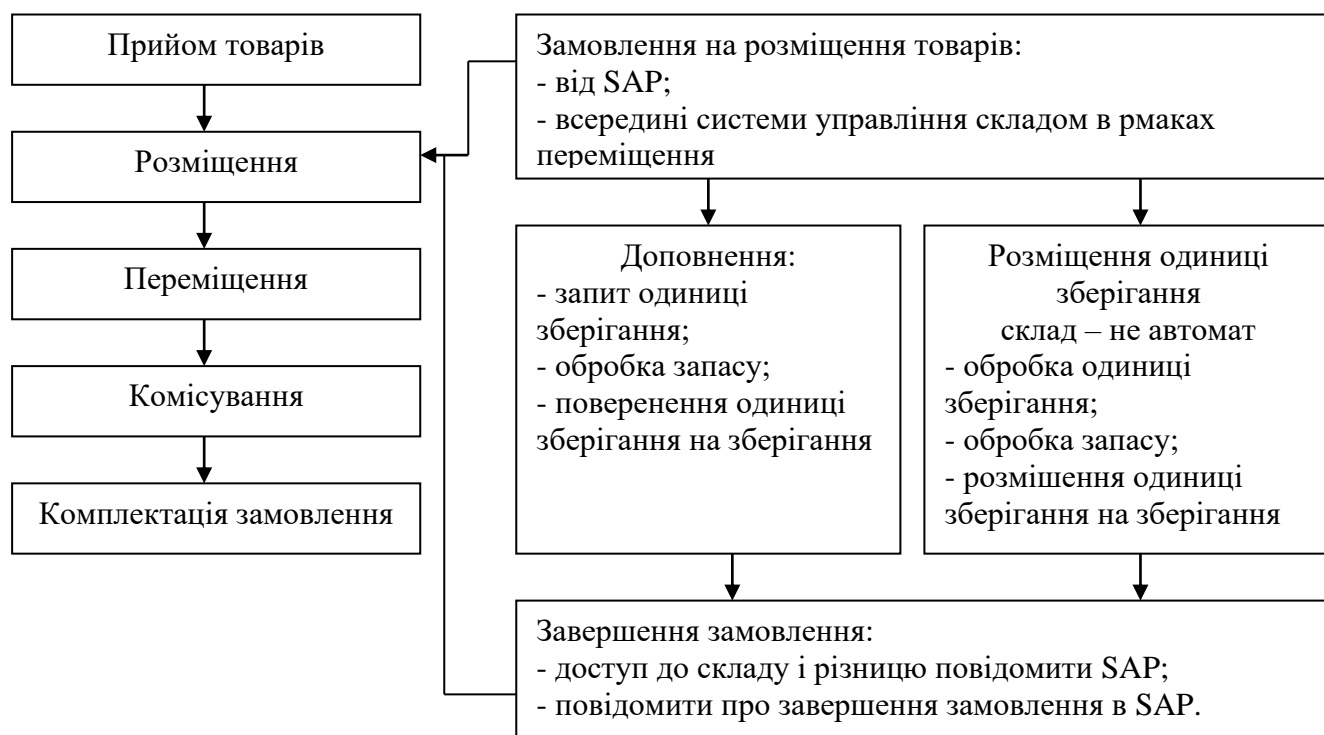 Прийом товарів
Розміщення
Переміщення
Комісування
Комплектація замовлення
Замовлення на розміщення товарів:
- від SAP;
- всередині системи управління складом в рмаках
переміщення
Доповнення:
- запит одиниці
зберігання;
- обробка запасу;
- поверенення одиниці
зберігання на зберігання
Розміщення одиниці
зберігання
склад – не автомат
- обробка одиниці
зберігання;
- обробка запасу;
- розмішення одиниці
зберігання на зберігання
Завершення замовлення:
- доступ до складу і різницю повідомити SAP;
- повідомити про завершення замовлення в SAP.